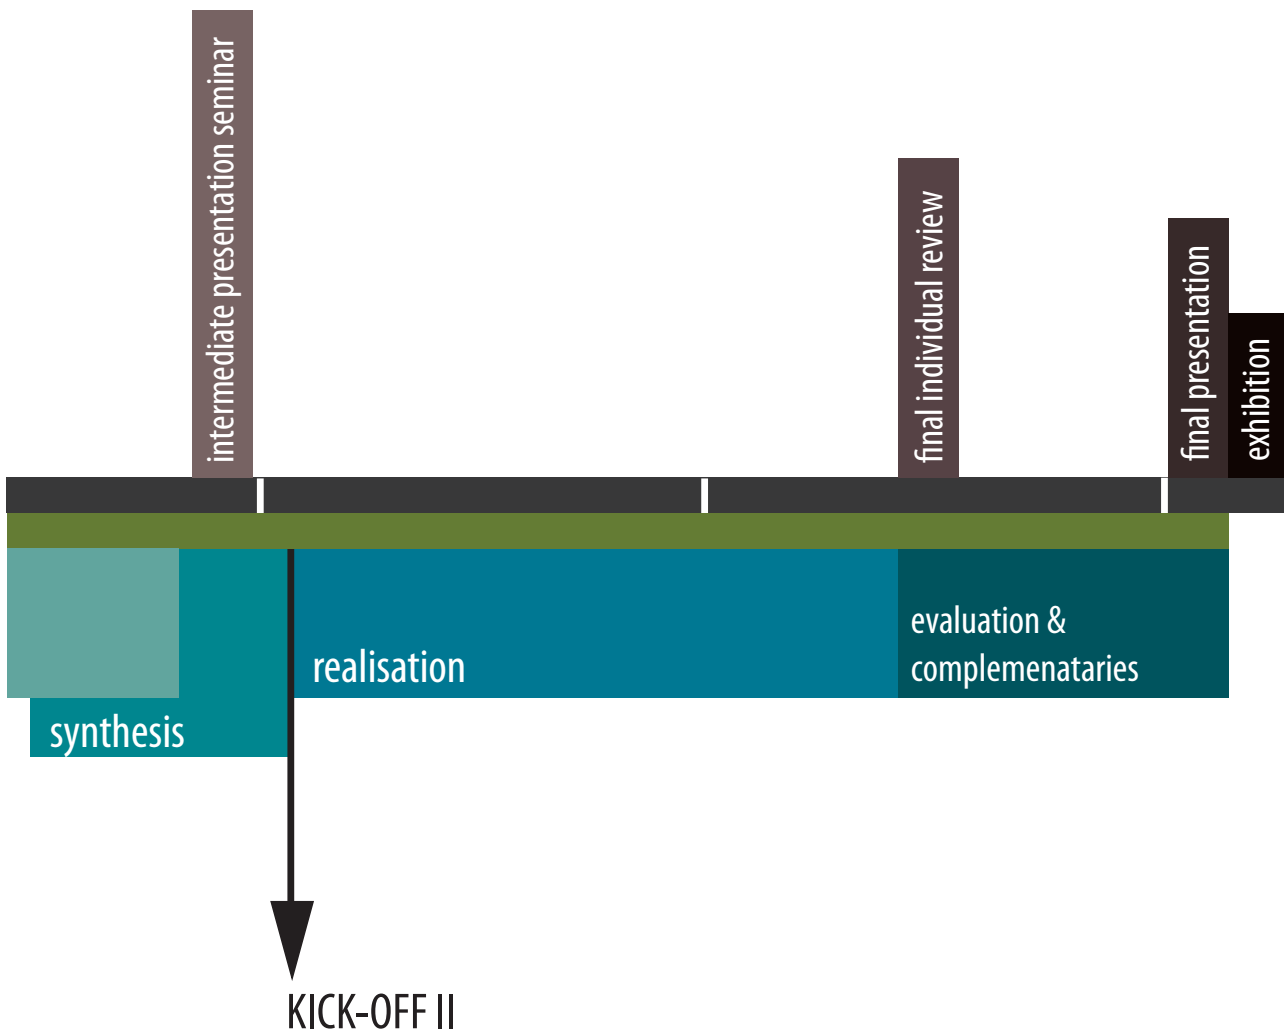 intermediate presentation seminar
final individual review
final presentation
exhibition
realisation
evaluation &
complemenataries
synthesis
KICK-OFF II